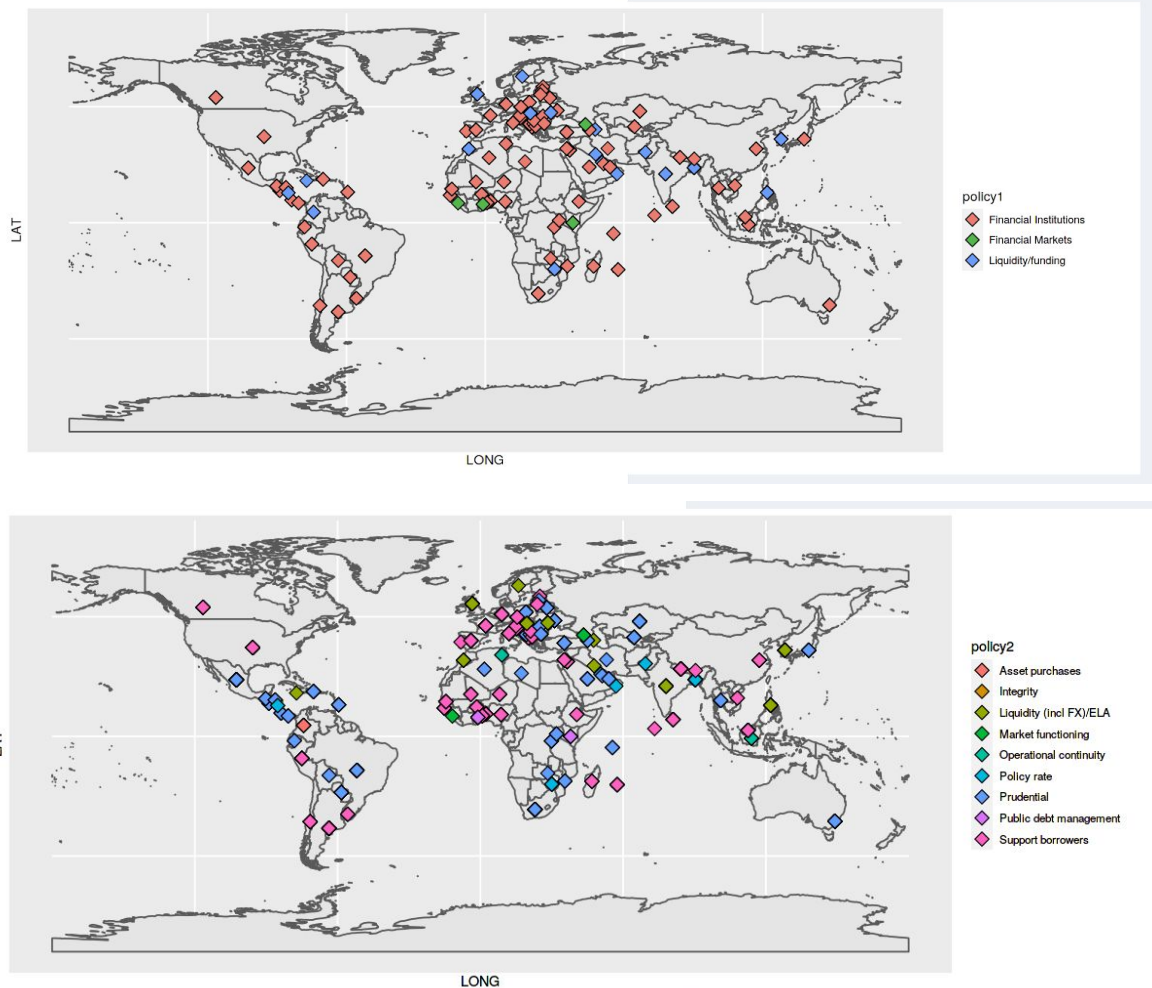 LAT
policy1
Financial Institutions
Financial Markets
Liquidity/funding
LONG
policy2
Asset purchases
Integrity
Liquidity (incl FX)/ELA
Market functioning
Operational continuity
Policy rate
Prudential
Public debt management
Support borrowers
LONG